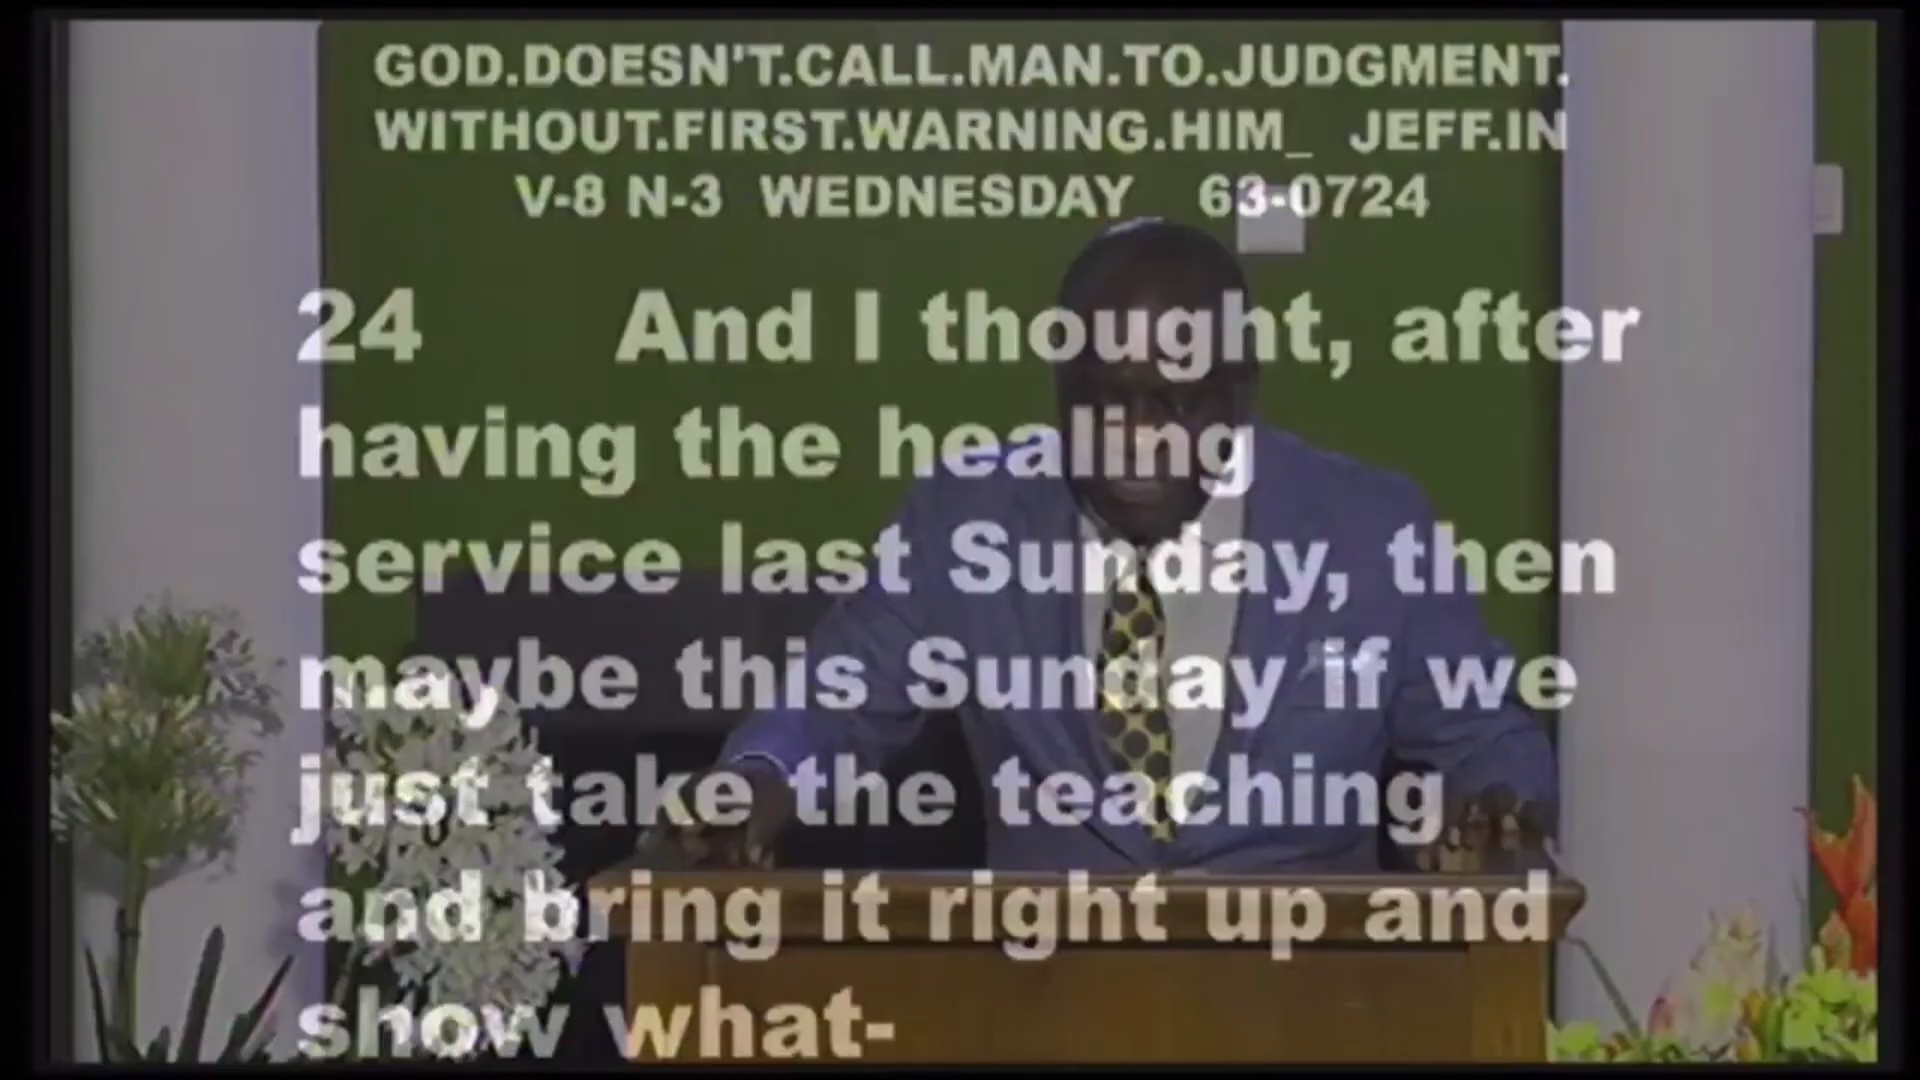 GOD.DOESN'T.CALL.MAN.TO.JUDGMENT.
WITHOUT.FIRST.WARNING.HIM_ JEFF.IN
V-8 N-3 WEDNESDAY 63-0724
24 And I thought, after
having the healing
service last Sunday, then
maybe this Sunday if we
just take the teaching
and bring it right up and
show what-